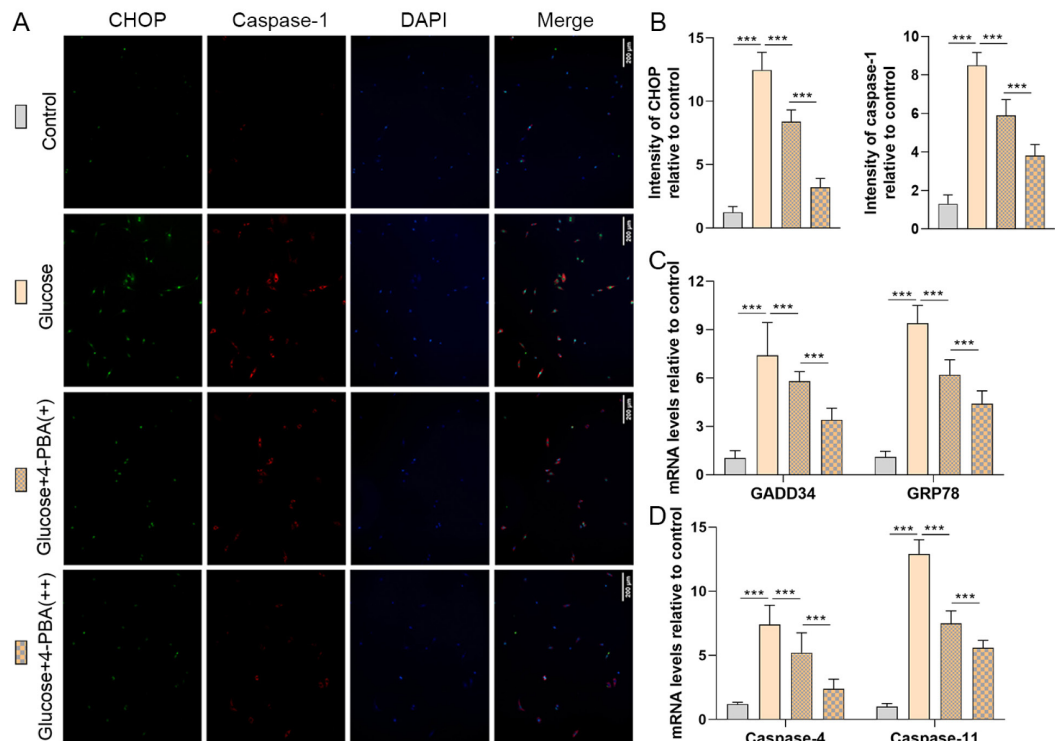 A
CHOP
Caspase-1
DAPI
Merge
Control
200 μm
Glucose
200 μm
Glucose+4-PBA(+)
200 μm
Glucose+4-PBA(++)
200 μm
B
Intensity of CHOP
relative to control
15
10
5
0
*** ***
***
Intensity of caspase-1
relative to control
10
8
6
4
2
0
*** ***
***
C
mRNA levels relative to control
12
9
6
3
0
*** ***
***
*** ***
***
GADD34 GRP78
D
mRNA levels relative to control
15
10
5
0
*** ***
***
*** ***
***
Caspase-4 Caspase-11